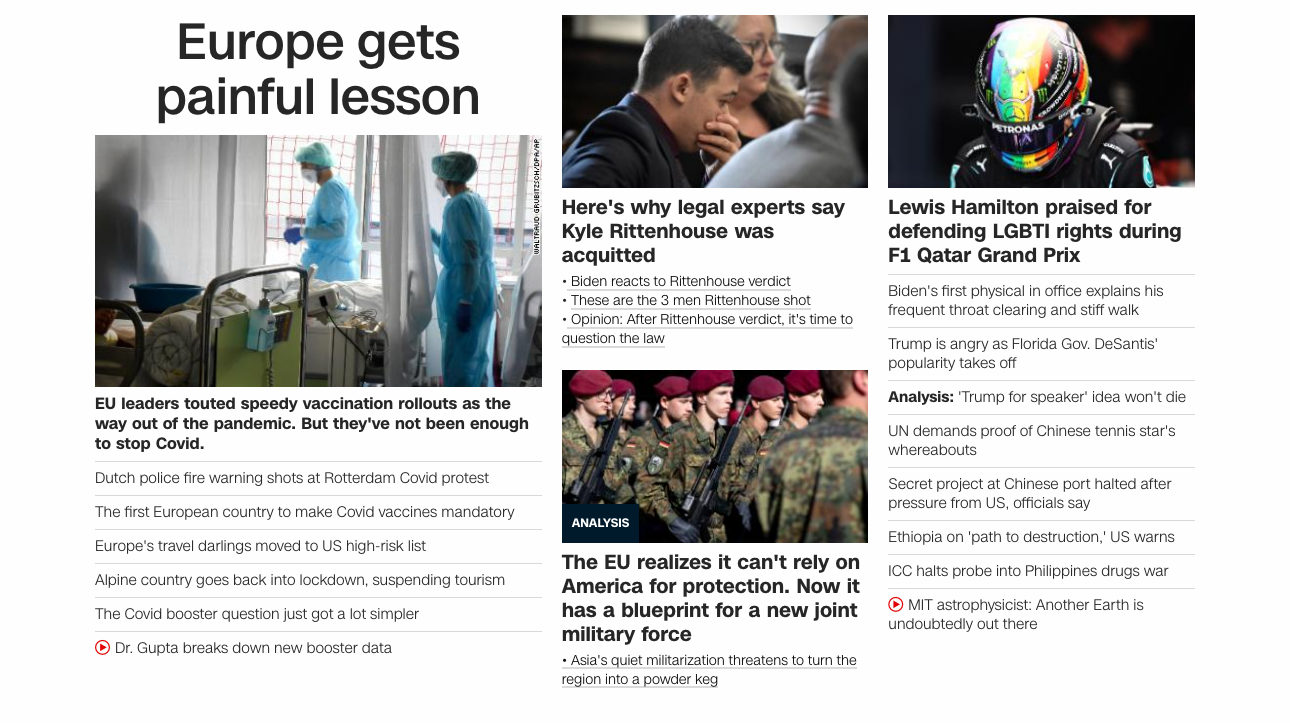 Europe gets
painful lesson
WALTRAUD GRUBITZSCH/DPA/AP
EU leaders touted speedy vaccination rollouts as the
way out of the pandemic. But they've not been enough
to stop Covid.
Dutch police fire warning shots at Rotterdam Covid protest
The first European country to make Covid vaccines mandatory
Europe's travel darlings moved to US high-risk list
Alpine country goes back into lockdown, suspending tourism
The Covid booster question just got a lot simpler
Dr. Gupta breaks down new booster data
Here's why legal experts say
Kyle Rittenhouse was
acquitted
• Biden reacts to Rittenhouse verdict
• These are the 3 men Rittenhouse shot
• Opinion: After Rittenhouse verdict, it's time to
question the law
ANALYSIS
The EU realizes it can't rely on
America for protection. Now it
has a blueprint for a new joint
military force
• Asia's quiet militarization threatens to turn the
region into a powder keg
CROWDSTRIKE
PETRONAS
Lewis Hamilton praised for
defending LGBTI rights during
F1 Qatar Grand Prix
Biden's first physical in office explains his
frequent throat clearing and stiff walk
Trump is angry as Florida Gov. DeSantis'
popularity takes off
Analysis: 'Trump for speaker' idea won't die
UN demands proof of Chinese tennis star's
whereabouts
Secret project at Chinese port halted after
pressure from US, officials say
Ethiopia on 'path to destruction,' US warns
ICC halts probe into Philippines drugs war
MIT astrophysicist: Another Earth is
undoubtedly out there